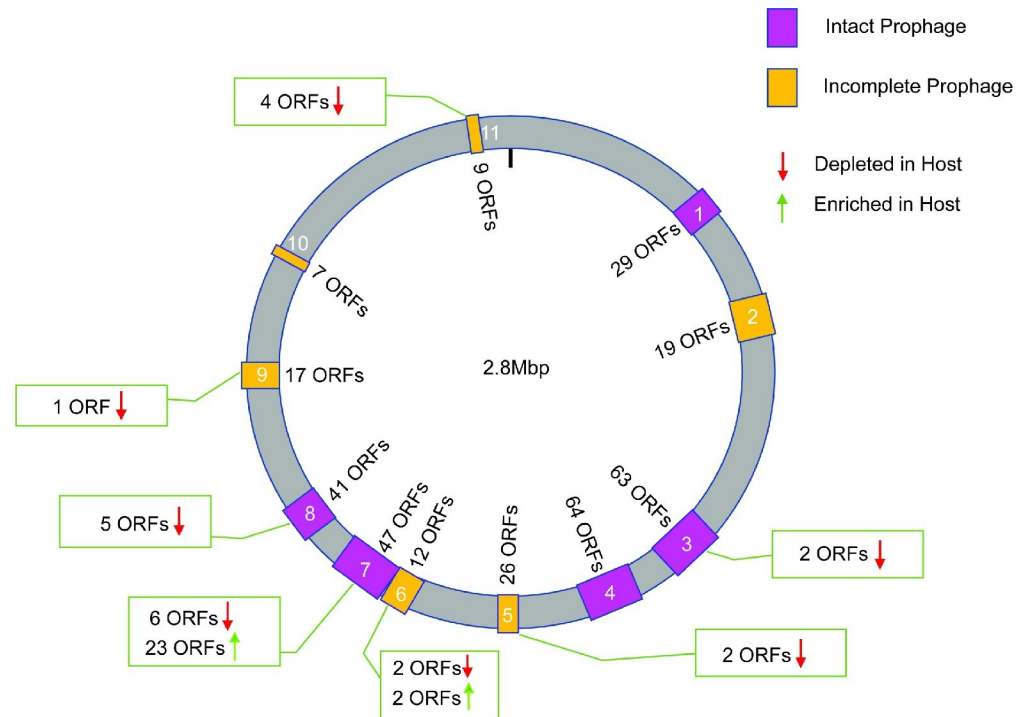 Intact Prophage
Incomplete Prophage
Depleted in Host
Enriched in Host
4 ORFs
11
9 ORFs
1
29 ORFs
10
7 ORFs
2
19 ORFs
2.8Mbp
9
17 ORFs
1 ORF
41 ORFs
8
5 ORFs
47 ORFs
7
12 ORFs
6
26 ORFs
5
64 ORFs
4
63 ORFs
3
2 ORFs
6 ORFs
23 ORFs
2 ORFs
2 ORFs
2 ORFs